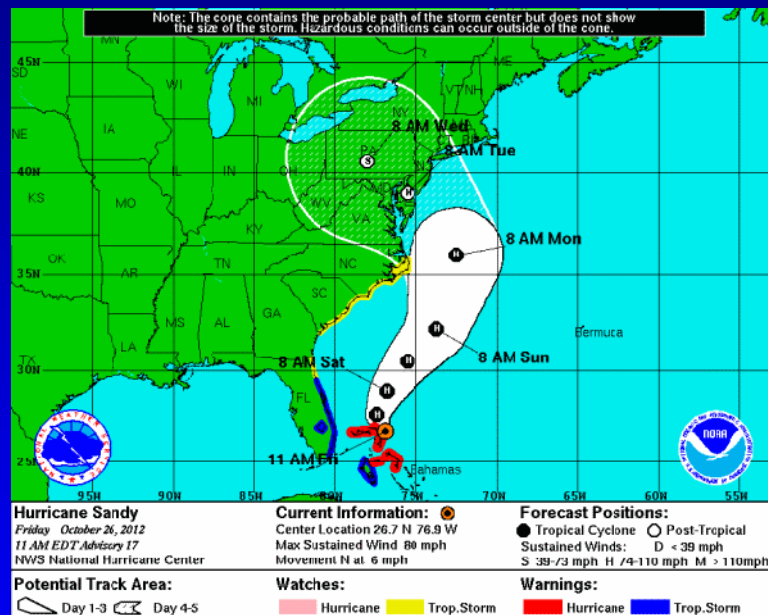 Note: The cone contains the probable path of the storm center but does not show
the size of the storm. Hazardous conditions can occur outside of the cone.
MN
ME
45N
SD
WI
VT NH
MI
NY
8 AM Wed
NE
IA
PA
8 AM Tue
40N
IL
IN
OH
S
H
MD
KS
MO
WV
VA
KY
8 AM Mon
H
OK
TN
NC
35N
AR
SC
MS
AL
GA
H
Bermuda
TX
LA
8 AM Sat
H
8 AM Sun
30N
H
FL
H
NATIONAL WEATHER SERVICE
NOAA
11 AM Fri
Bahamas
25N
95W
90W
85W
80W
75W
70W
65W
60W
55W
Hurricane Sandy
Friday October 26, 2012
11 AM EDT Advisory 17
NWS National Hurricane Center
Current Information:
Center Location 26.7 N 76.9 W
Max Sustained Wind 80 mph
Movement N at 6 mph
Forecast Positions:
Tropical Cyclone Post-Tropical
Sustained Winds: D < 39 mph
S 39-73 mph H 74-110 mph M > 110mph
Potential Track Area:
Day 1-3 Day 4-5
Watches:
Hurricane Trop.Storm
Warnings:
Hurricane Trop.Storm